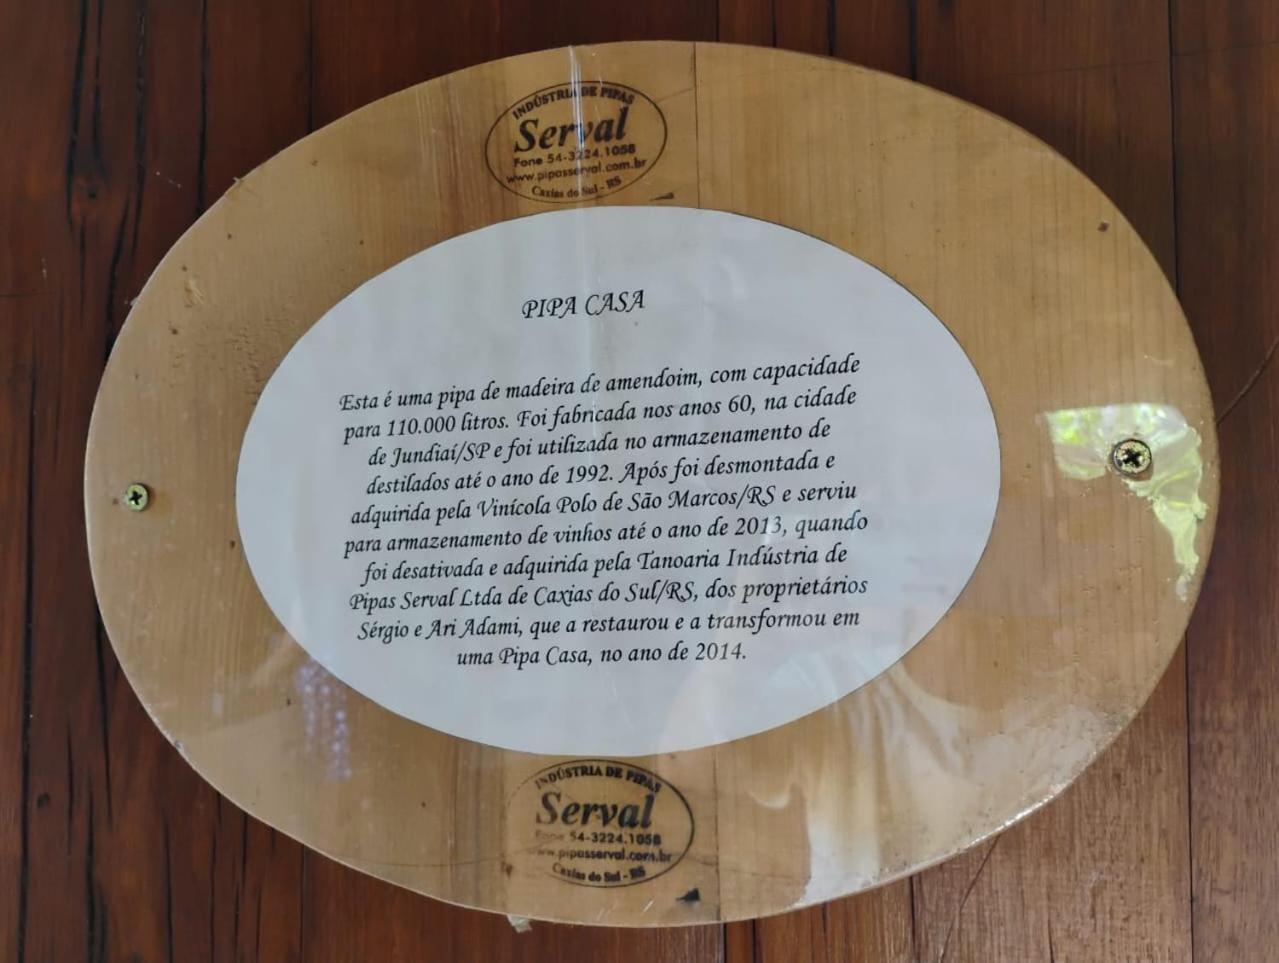 INDÚSTRIA DE PIPAS
Serval
Fone 54-3224.1058
www.pipasserval.com.br
Caxias do Sul - RS
PIPA CASA
Esta é uma pipa de madeira de amendoim, com capacidade
para 110.000 litros. Foi fabricada nos anos 60, na cidade
de Jundiaí/SP e foi utilizada no armazenamento de
destilados até o ano de 1992. Após foi desmontada e
adquirida pela Vinícola Polo de São Marcos/RS e serviu
para armazenamento de vinhos até o ano de 2013, quando
foi desativada e adquirida pela Tanoaria Indústria de
Pipas Serval Ltda de Caxias do Sul/RS, dos proprietários
Sérgio e Ari Adami, que a restaurou e a transformou em
uma Pipa Casa, no ano de 2014.
INDÚSTRIA DE PIPAS
Serval
Fone 54-3224.1058
www.pipasserval.com.br
Caxias do Sul - RS